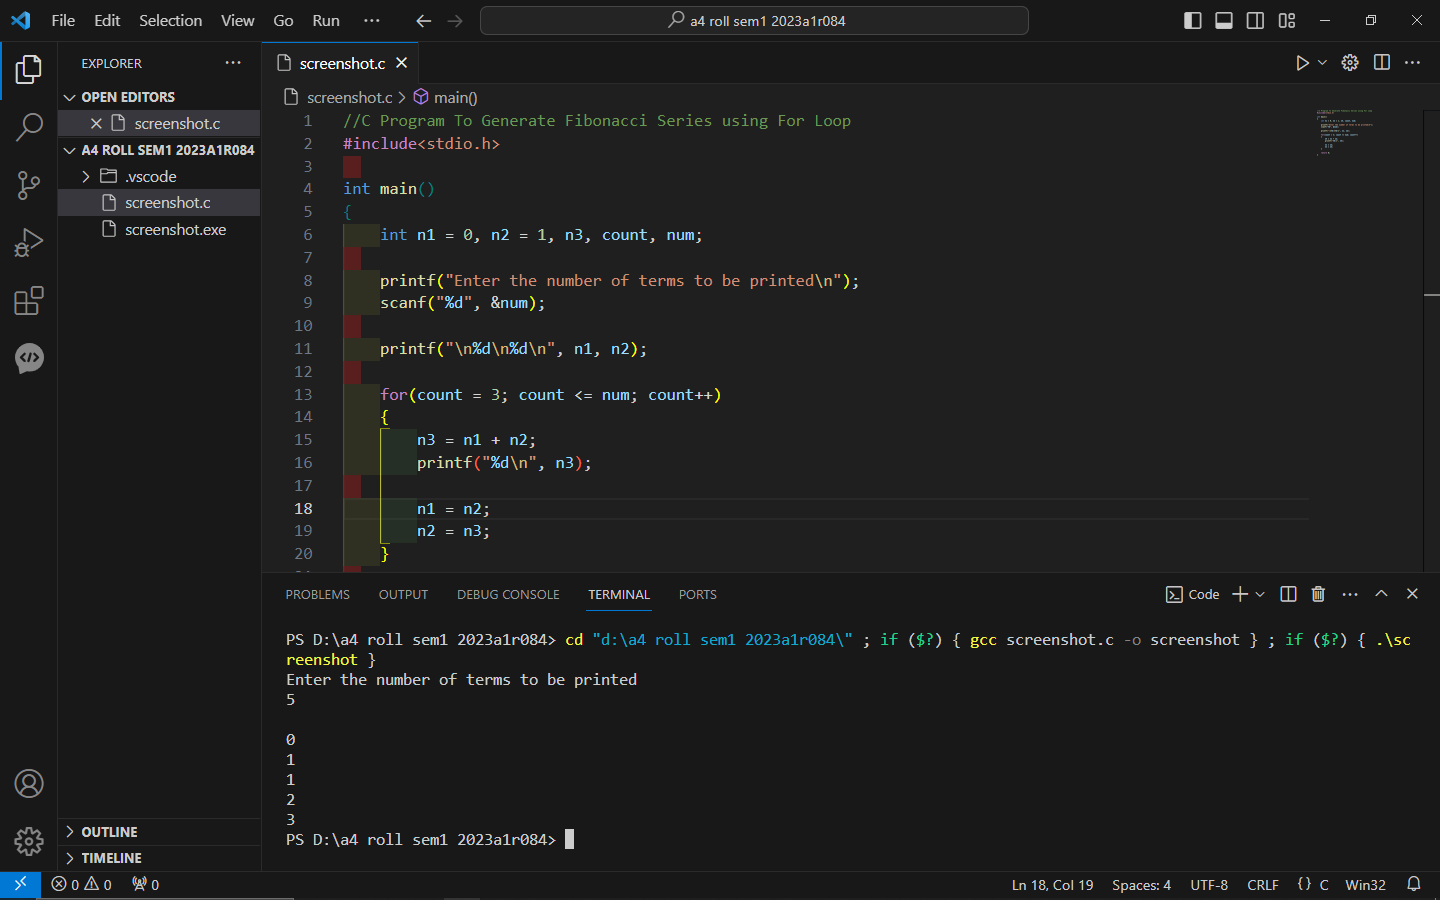 File Edit Selection View Go Run ··· a4 roll sem1 2023a1r084
EXPLORER ···
OPEN EDITORS
screenshot.c
A4 ROLL SEM1 2023A1R084
.vscode
screenshot.c
screenshot.exe
OUTLINE
TIMELINE
screenshot.c
screenshot.c > main()
1 //C Program To Generate Fibonacci Series using For Loop
2 #include<stdio.h>
3
4 int main()
5 {
6 int n1 = 0, n2 = 1, n3, count, num;
7
8 printf("Enter the number of terms to be printed\n");
9 scanf("%d", &num);
10
11 printf("\n%d\n%d\n", n1, n2);
12
13 for(count = 3; count <= num; count++)
14 {
15 n3 = n1 + n2;
16 printf("%d\n", n3);
17
18 n1 = n2;
19 n2 = n3;
20 }
PROBLEMS OUTPUT DEBUG CONSOLE TERMINAL PORTS Code
PS D:\a4 roll sem1 2023a1r084> cd "d:\a4 roll sem1 2023a1r084\" ; if ($?) { gcc screenshot.c -o screenshot } ; if ($?) { .\sc
reenshot }
Enter the number of terms to be printed
5
0
1
1
2
3
PS D:\a4 roll sem1 2023a1r084>
0 0 0 Ln 18, Col 19 Spaces: 4 UTF-8 CRLF {} C Win32